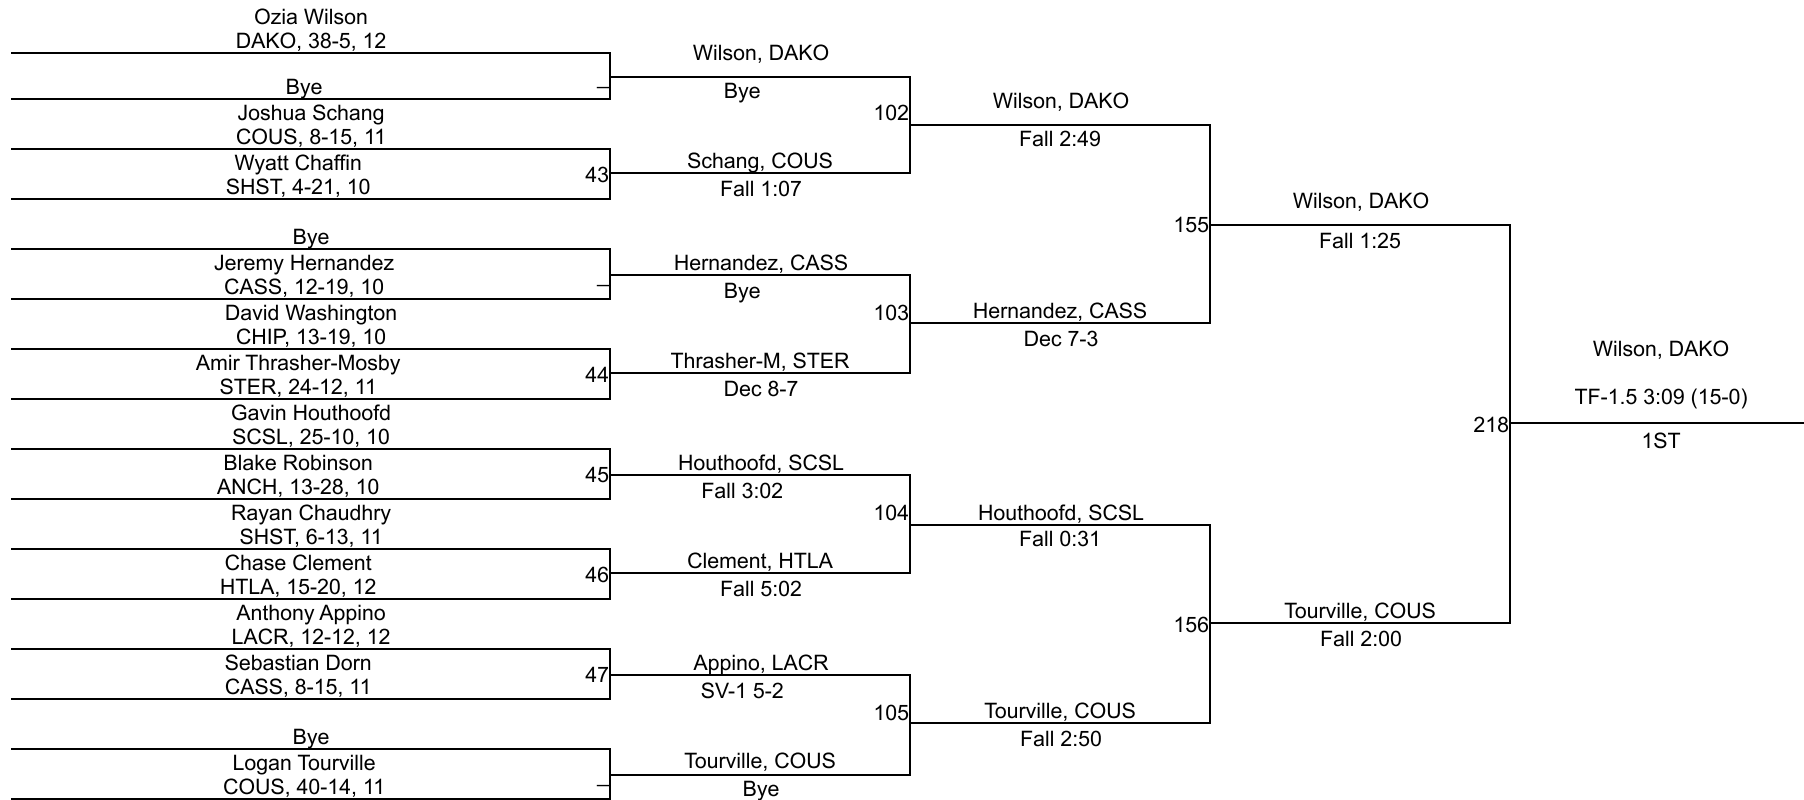 Ozia Wilson
DAKO, 38-5, 12
Bye
Joshua Schang
COUS, 8-15, 11
Wyatt Chaffin
SHST, 4-21, 10
Bye
Jeremy Hernandez
CASS, 12-19, 10
David Washington
CHIP, 13-19, 10
Amir Thrasher-Mosby
STER, 24-12, 11
Gavin Houthoofd
SCSL, 25-10, 10
Blake Robinson
ANCH, 13-28, 10
Rayan Chaudhry
SHST, 6-13, 11
Chase Clement
HTLA, 15-20, 12
Anthony Appino
LACR, 12-12, 12
Sebastian Dorn
CASS, 8-15, 11
Bye
Logan Tourville
COUS, 40-14, 11
–
43
–
44
45
46
47
–
Wilson, DAKO
Bye
Schang, COUS
Fall 1:07
Hernandez, CASS
Bye
Thrasher-M, STER
Dec 8-7
Houthoofd, SCSL
Fall 3:02
Clement, HTLA
Fall 5:02
Appino, LACR
SV-1 5-2
Tourville, COUS
Bye
102
103
104
105
Wilson, DAKO
Fall 2:49
Hernandez, CASS
Dec 7-3
Houthoofd, SCSL
Fall 0:31
Tourville, COUS
Fall 2:50
155
156
Wilson, DAKO
Fall 1:25
Tourville, COUS
Fall 2:00
218
Wilson, DAKO
TF-1.5 3:09 (15-0)
1ST